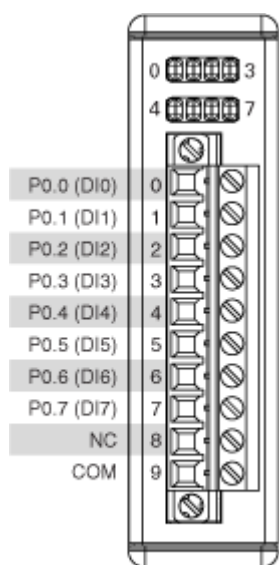 0 3
4 7
P0.0 (DI0) 0
P0.1 (DI1) 1
P0.2 (DI2) 2
P0.3 (DI3) 3
P0.4 (DI4) 4
P0.5 (DI5) 5
P0.6 (DI6) 6
P0.7 (DI7) 7
NC 8
COM 9